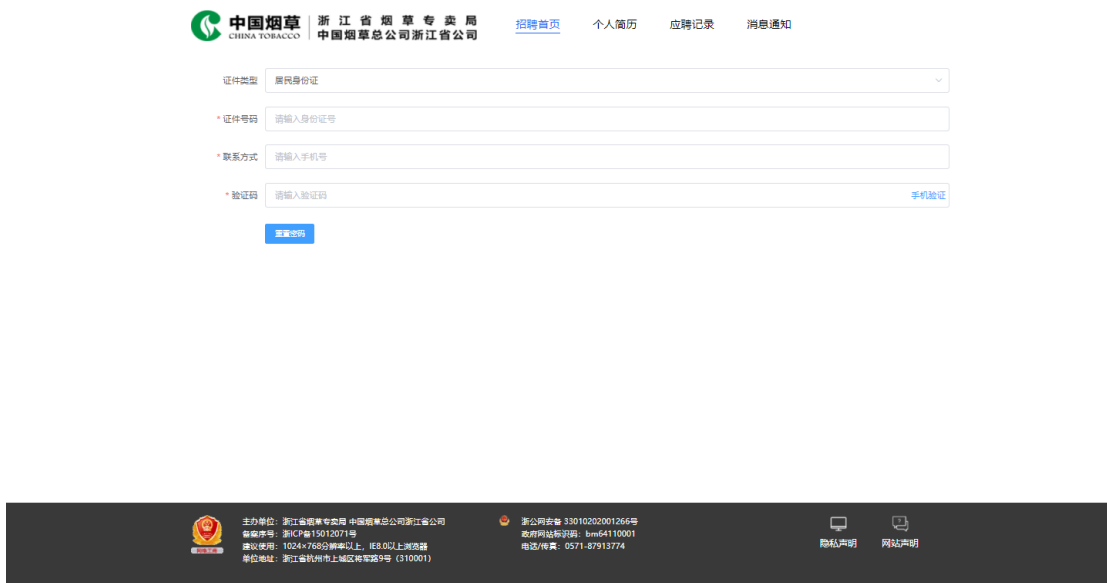 中国烟草
CHINA TOBACCO
浙江省烟草专卖局
中国烟草总公司浙江省公司
招聘首页 个人简历 应聘记录 消息通知
证件类型 居民身份证
* 证件号码 请输入身份证号
* 联系方式 请输入手机号
* 验证码 请输入验证码 手机验证
重置密码
网络工商
主办单位：浙江省烟草专卖局 中国烟草总公司浙江省公司
备案序号：浙ICP备15012071号
建议使用：1024×768分辨率以上，IE8.0以上浏览器
单位地址：浙江省杭州市上城区将军路9号（310001）
浙公网安备 33010202001266号
政府网站标识码：bm64110001
电话/传真：0571-87913774
隐私声明 网站声明